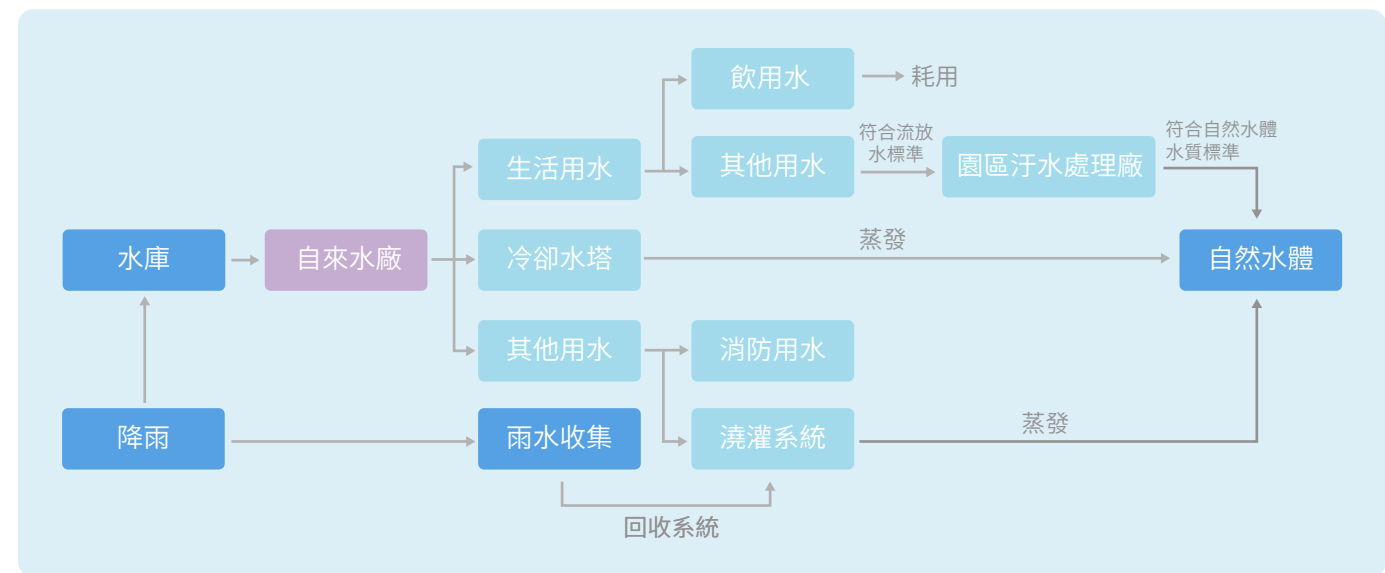 飲用水
耗用
生活用水
其他用水
符合流放
水標準
園區汙水處理廠
符合自然水體
水質標準
水庫
自來水廠
冷卻水塔
蒸發
自然水體
其他用水
消防用水
降雨
雨水收集
澆灌系統
蒸發
回收系統